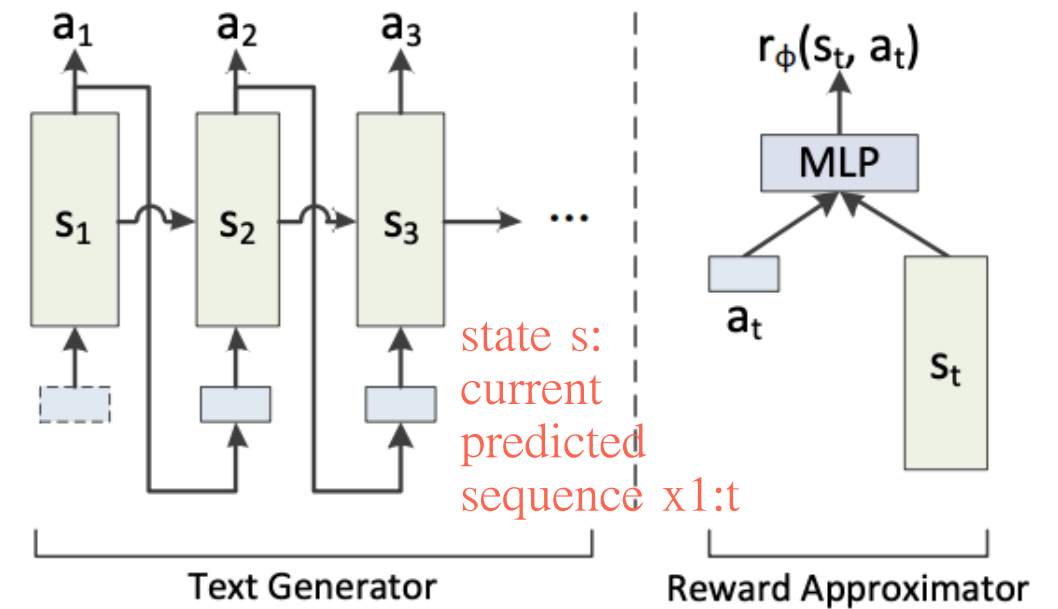 a₁ a₂ a₃
s₁ s₂ s₃ ...
state s:
current
predicted
sequence x1:t
Text Generator
rϕ(sₜ, aₜ)
MLP
aₜ
sₜ
Reward Approximator